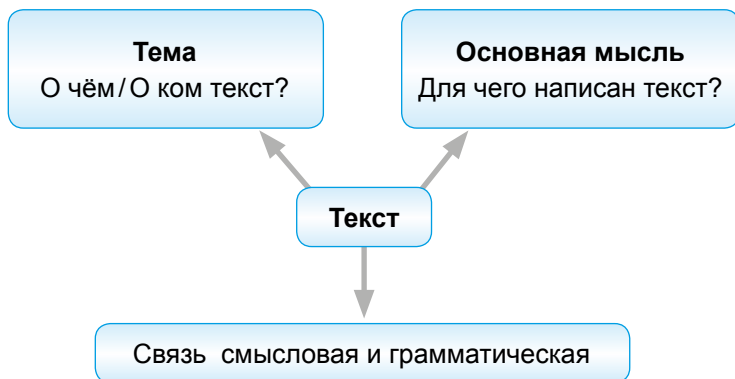 Тема
О чём/О ком текст?
Основная мысль
Для чего написан текст?
Текст
Связь смысловая и грамматическая